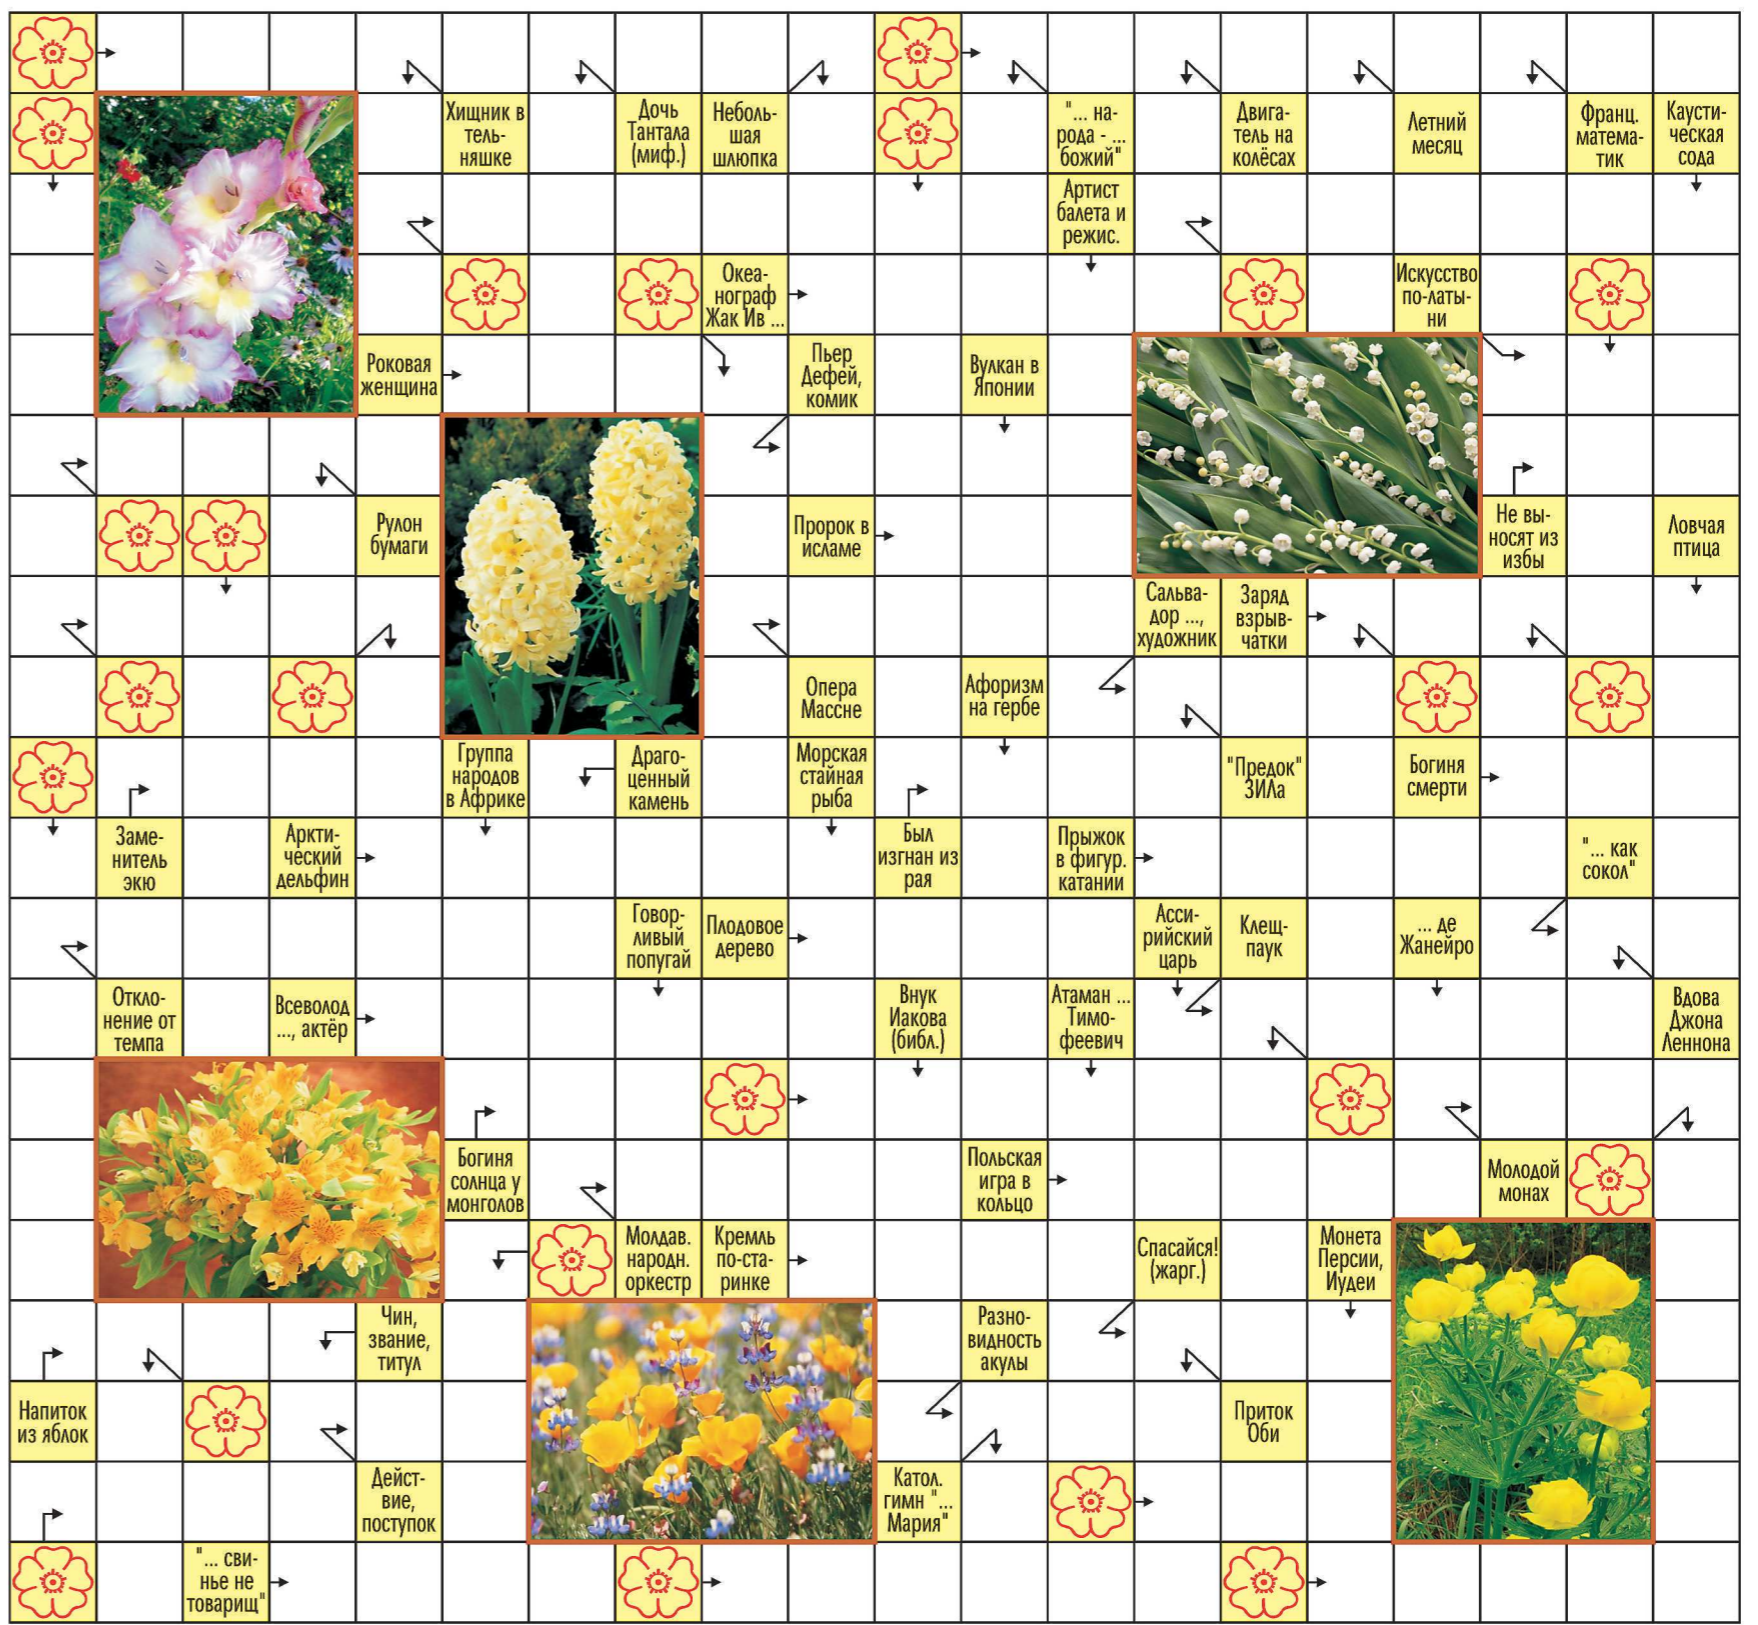 Хищник в
тель-
няшке
Дочь
Тантала
(миф.)
Неболь-
шая
шлюпка
"... на-
рода - ...
божий"
Двига-
тель на
колёсах
Летний
месяц
Франц.
матема-
тик
Каусти-
ческая
сода
Артист
балета и
режис.
Океа-
нограф
Жак Ив ...
Искусство
по-латы-
ни
Роковая
женщина
Пьер
Дефей,
комик
Вулкан в
Японии
Рулон
бумаги
Пророк в
исламе
Не вы-
носят из
избы
Ловчая
птица
Сальва-
дор ...,
художник
Заряд
взрыв-
чатки
Опера
Массне
Афоризм
на гербе
Группа
народов
в Африке
Драго-
ценный
камень
Морская
стайная
рыба
"Предок"
ЗИЛа
Богиня
смерти
Заме-
нитель
экю
Аркти-
ческий
дельфин
Был
изгнан из
рая
Прыжок
в фигур.
катании
"... как
сокол"
Говор-
ливый
попугай
Плодовое
дерево
Асси-
рийский
царь
Клещ-
паук
... де
Жанейро
Откло-
нение от
темпа
Всеволод
..., актёр
Внук
Иакова
(библ.)
Атаман ...
Тимо-
феевич
Вдова
Джона
Леннона
Богиня
солнца у
монголов
Польская
игра в
кольцо
Молодой
монах
Молдав.
народн.
оркестр
Кремль
по-ста-
ринке
Спасайся!
(жарг.)
Монета
Персии,
Иудеи
Чин,
звание,
титул
Разно-
видность
акулы
Напиток
из яблок
Приток
Оби
Дейст-
вие,
поступок
Катол.
гимн "...
Мария"
"... сви-
нье не
товарищ"